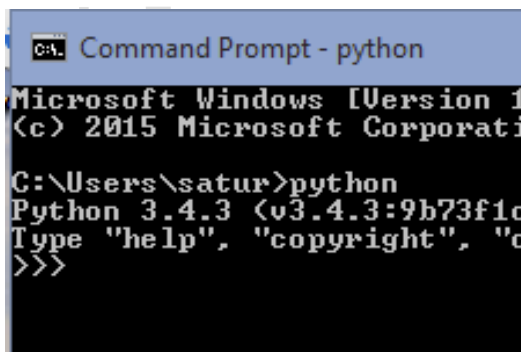 Command Prompt - python
Microsoft Windows [Version 1
(c) 2015 Microsoft Corporati
C:\Users\satur>python
Python 3.4.3 (v3.4.3:9b73f1c
Type "help", "copyright", "c
>>>